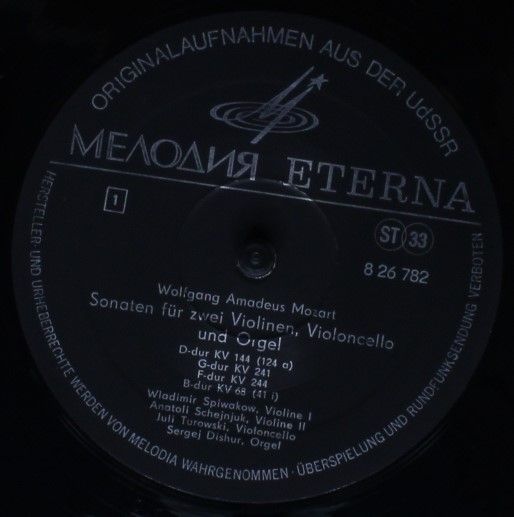 ORIGINALAUFNAHMEN AUS DER UdSSR
МЕЛОДИЯ ETERNA
1
ST 33
8 26 782
Wolfgang Amadeus Mozart
Sonaten für zwei Violinen, Violoncello
und Orgel
D-dur KV 144 (124 a)
G-dur KV 241
F-dur KV 244
B-dur KV 68 (41 i)
Wladimir Spiwakow, Violine I
Anatoli Schejnjuk, Violine II
Juli Turowski, Violoncello
Sergej Dishur, Orgel
HERSTELLER- UND URHEBERRECHTE WERDEN VON MELODIA WAHRGENOMMEN · ÜBERSPIELUNG UND RUNDFUNKSENDUNG VERBOTEN